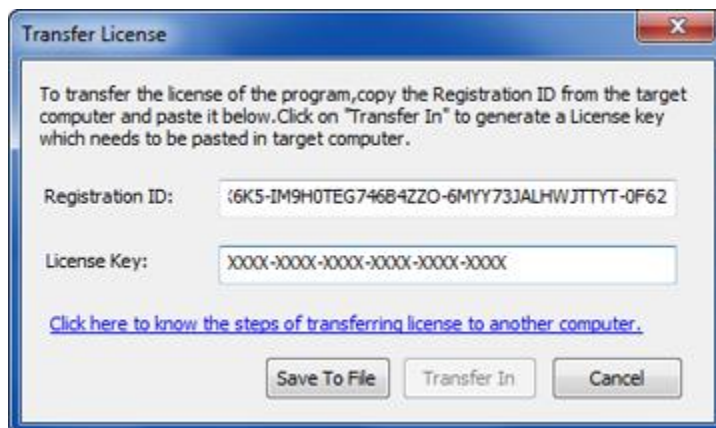 Transfer License
To transfer the license of the program,copy the Registration ID from the target
computer and paste it below.Click on "Transfer In" to generate a License key
which needs to be pasted in target computer.
Registration ID: K6K5-IM9H0TEG746B4ZZO-6MYY73JALHWJTTYT-0F62
License Key: XXXX-XXXX-XXXX-XXXX-XXXX-XXXX
Click here to know the steps of transferring license to another computer.
Save To File Transfer In Cancel